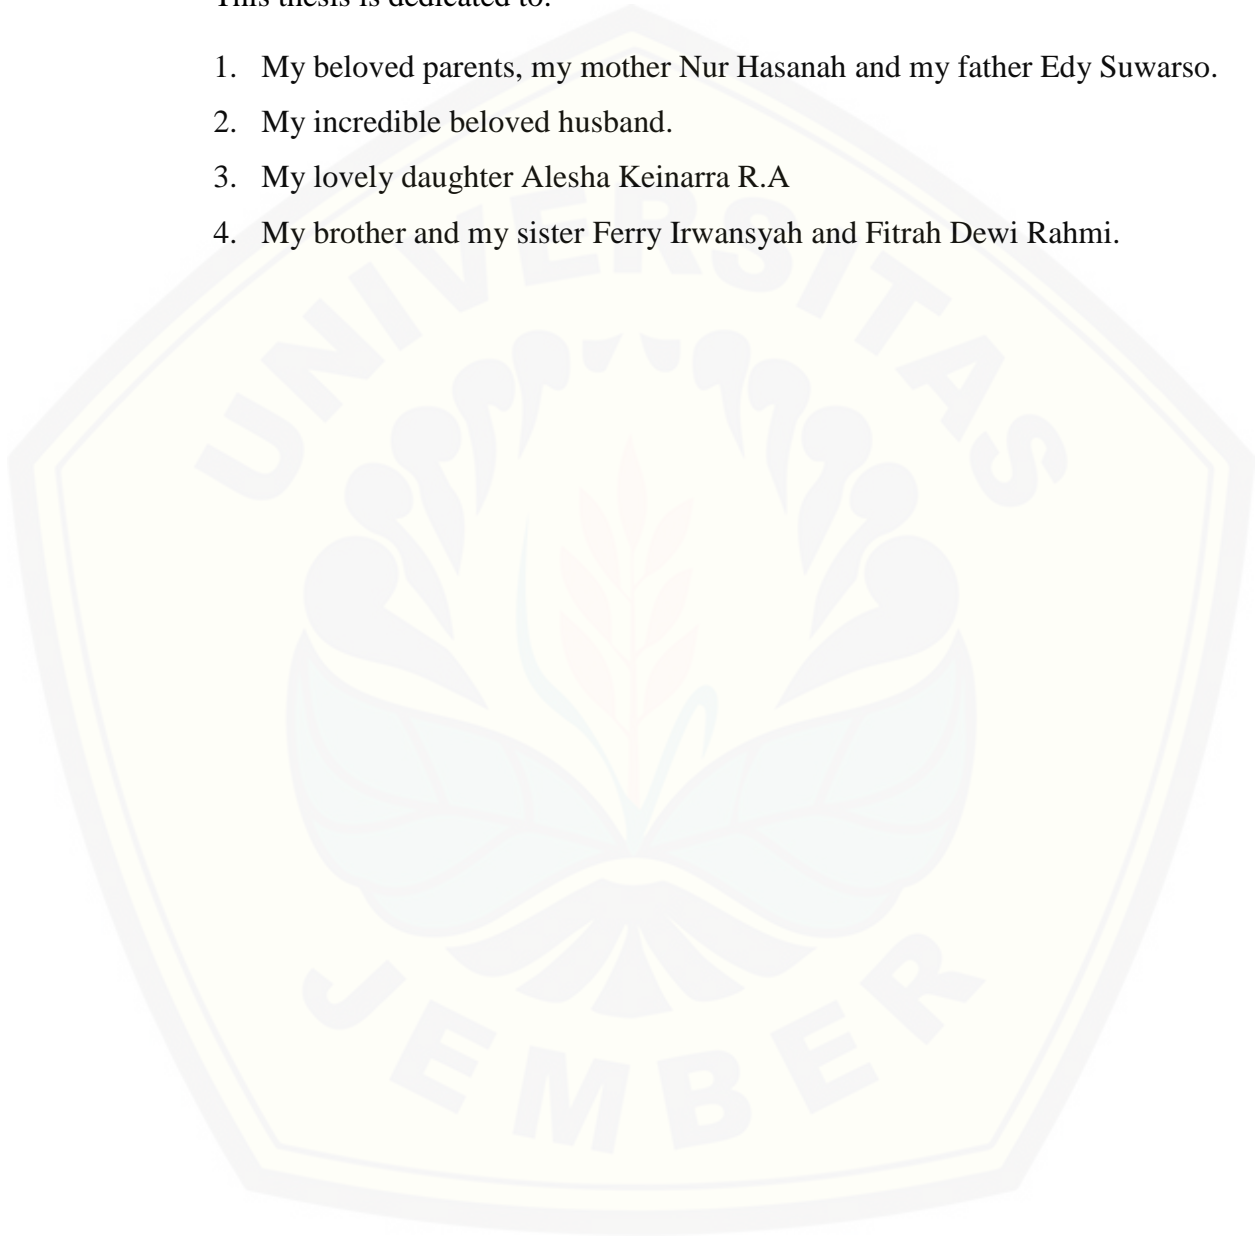 This thesis is dedicated to:
1. My beloved parents, my mother Nur Hasanah and my father Edy Suwarso.
2. My incredible beloved husband.
3. My lovely daughter Alesha Keinarra R.A
4. My brother and my sister Ferry Irwansyah and Fitrah Dewi Rahmi.
UNIVERSITAS
JEMBER